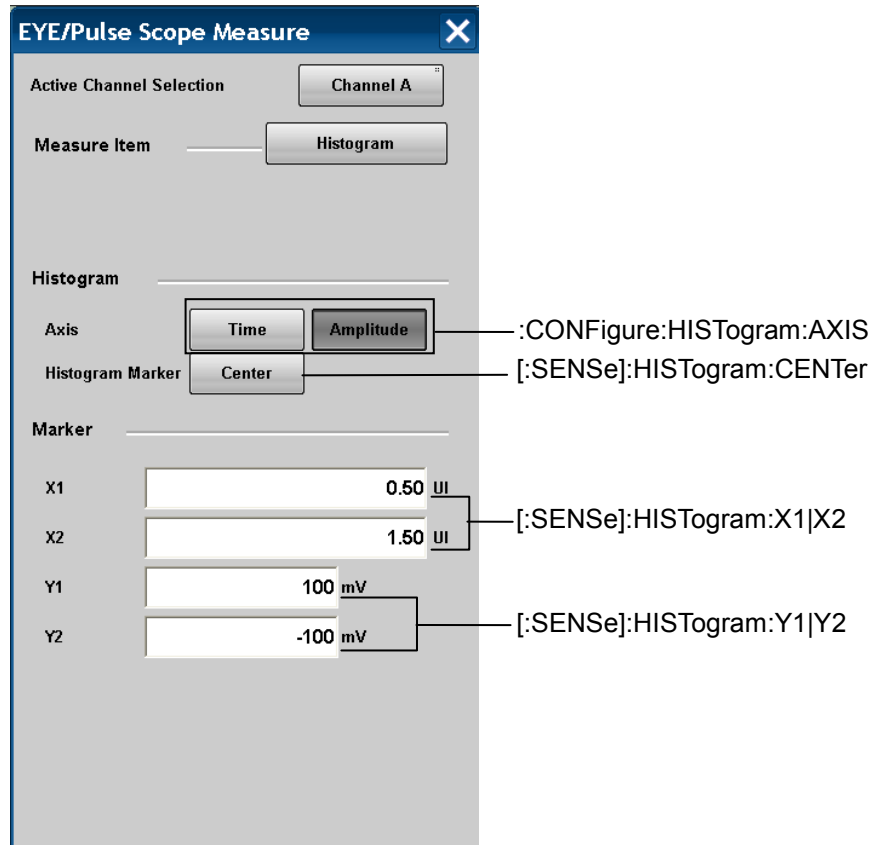 EYE/Pulse Scope Measure
Active Channel Selection Channel A
Measure Item Histogram
Histogram
Axis Time Amplitude :CONFigure:HISTogram:AXIS
Histogram Marker Center [:SENSe]:HISTogram:CENTer
Marker
X1 0.50 UI
[:SENSe]:HISTogram:X1|X2
X2 1.50 UI
Y1 100 mV
[:SENSe]:HISTogram:Y1|Y2
Y2 -100 mV